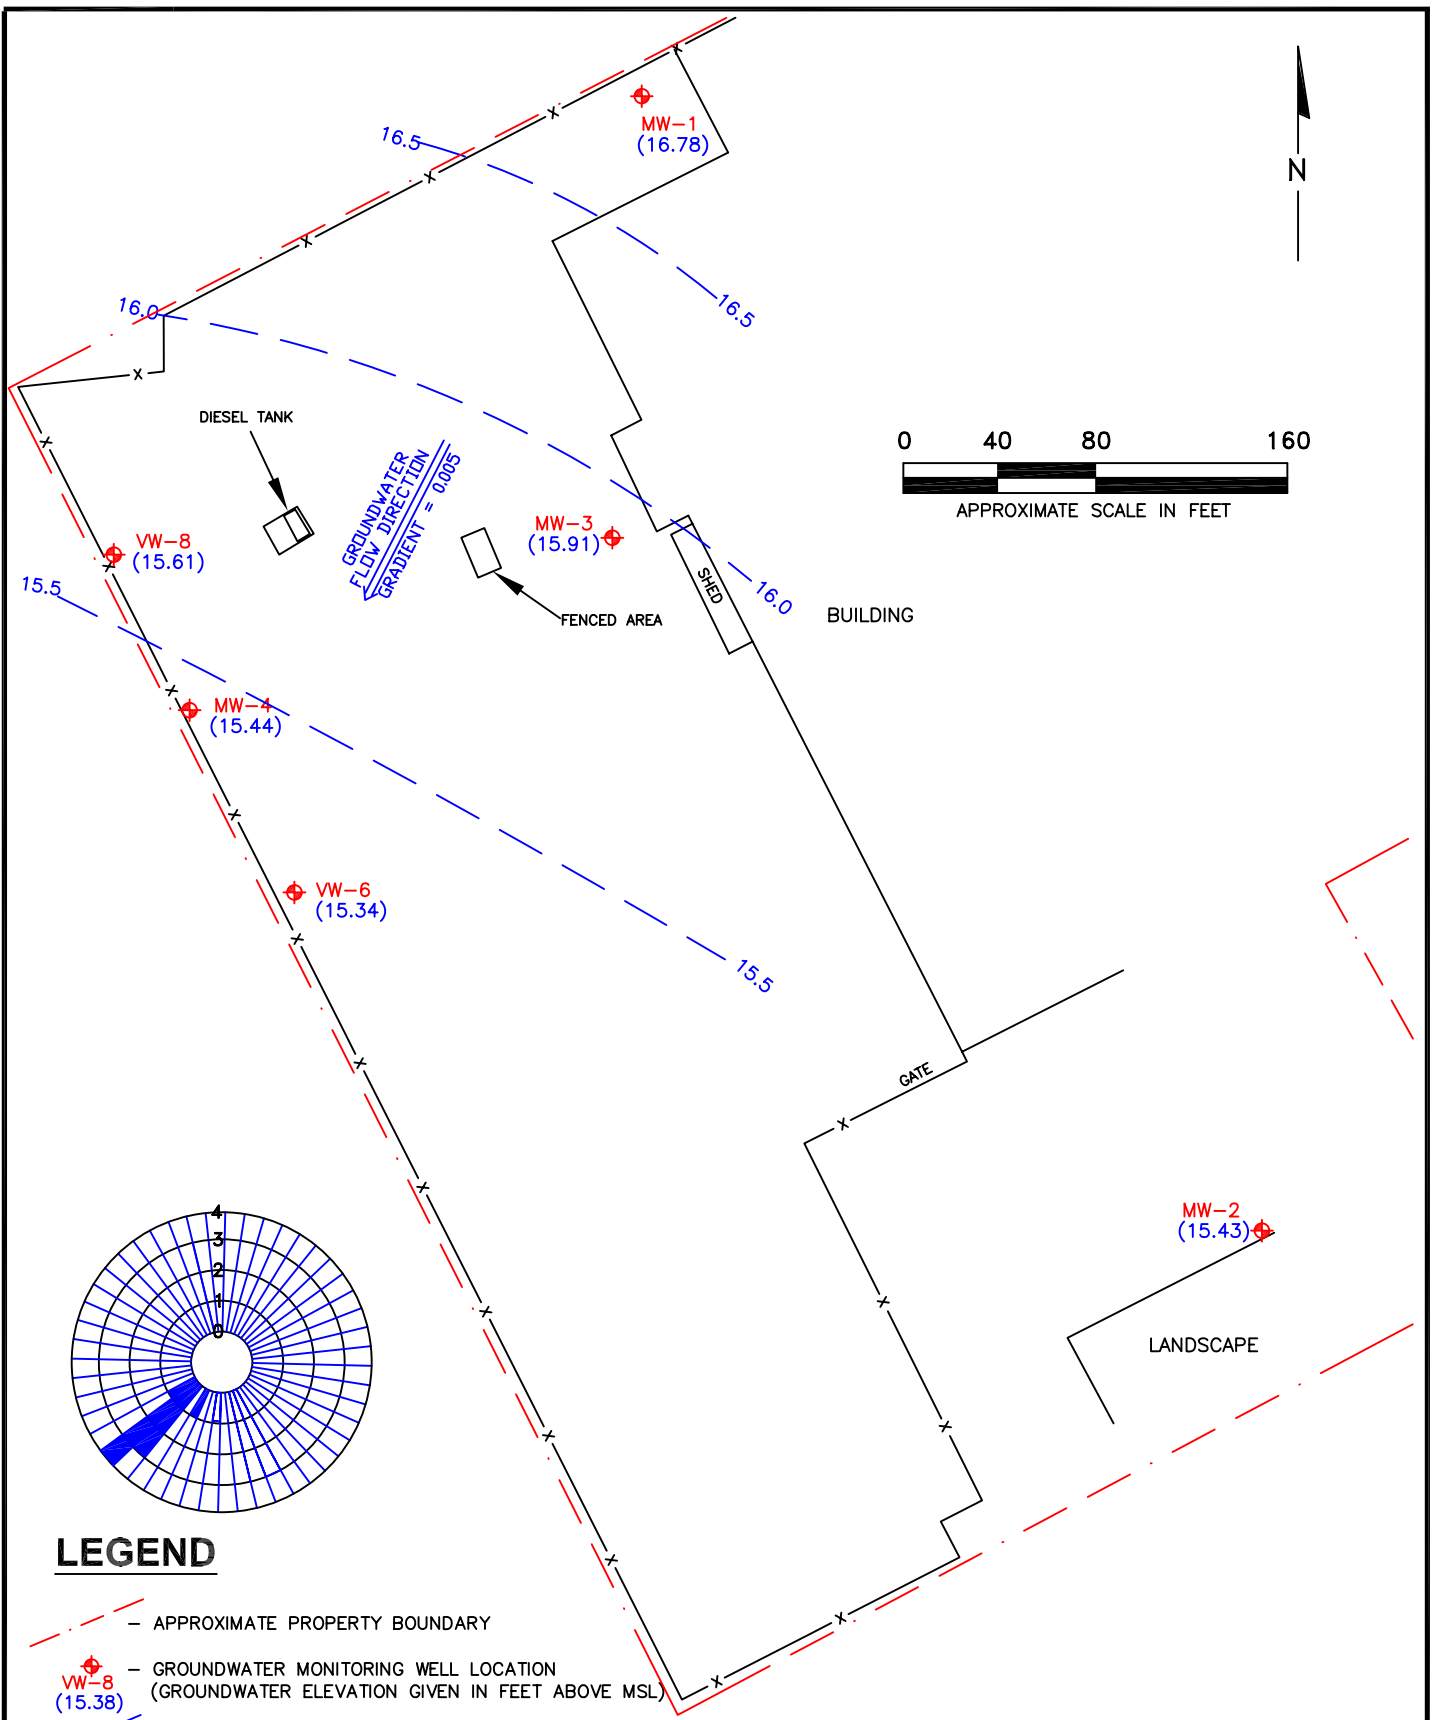 MW-1
(16.78)
16.5
16.5
N
16.0
DIESEL TANK
GROUNDWATER
FLOW DIRECTION
GRADIENT = 0.005
0 40 80 160
APPROXIMATE SCALE IN FEET
MW-3
(15.91)
VW-8
(15.61)
15.5
SHED
16.0
BUILDING
FENCED AREA
MW-4
(15.44)
VW-6
(15.34)
15.5
GATE
MW-2
(15.43)
LANDSCAPE
4
3
2
1
0
LEGEND
- APPROXIMATE PROPERTY BOUNDARY
VW-8
(15.38)
- GROUNDWATER MONITORING WELL LOCATION
(GROUNDWATER ELEVATION GIVEN IN FEET ABOVE MSL)